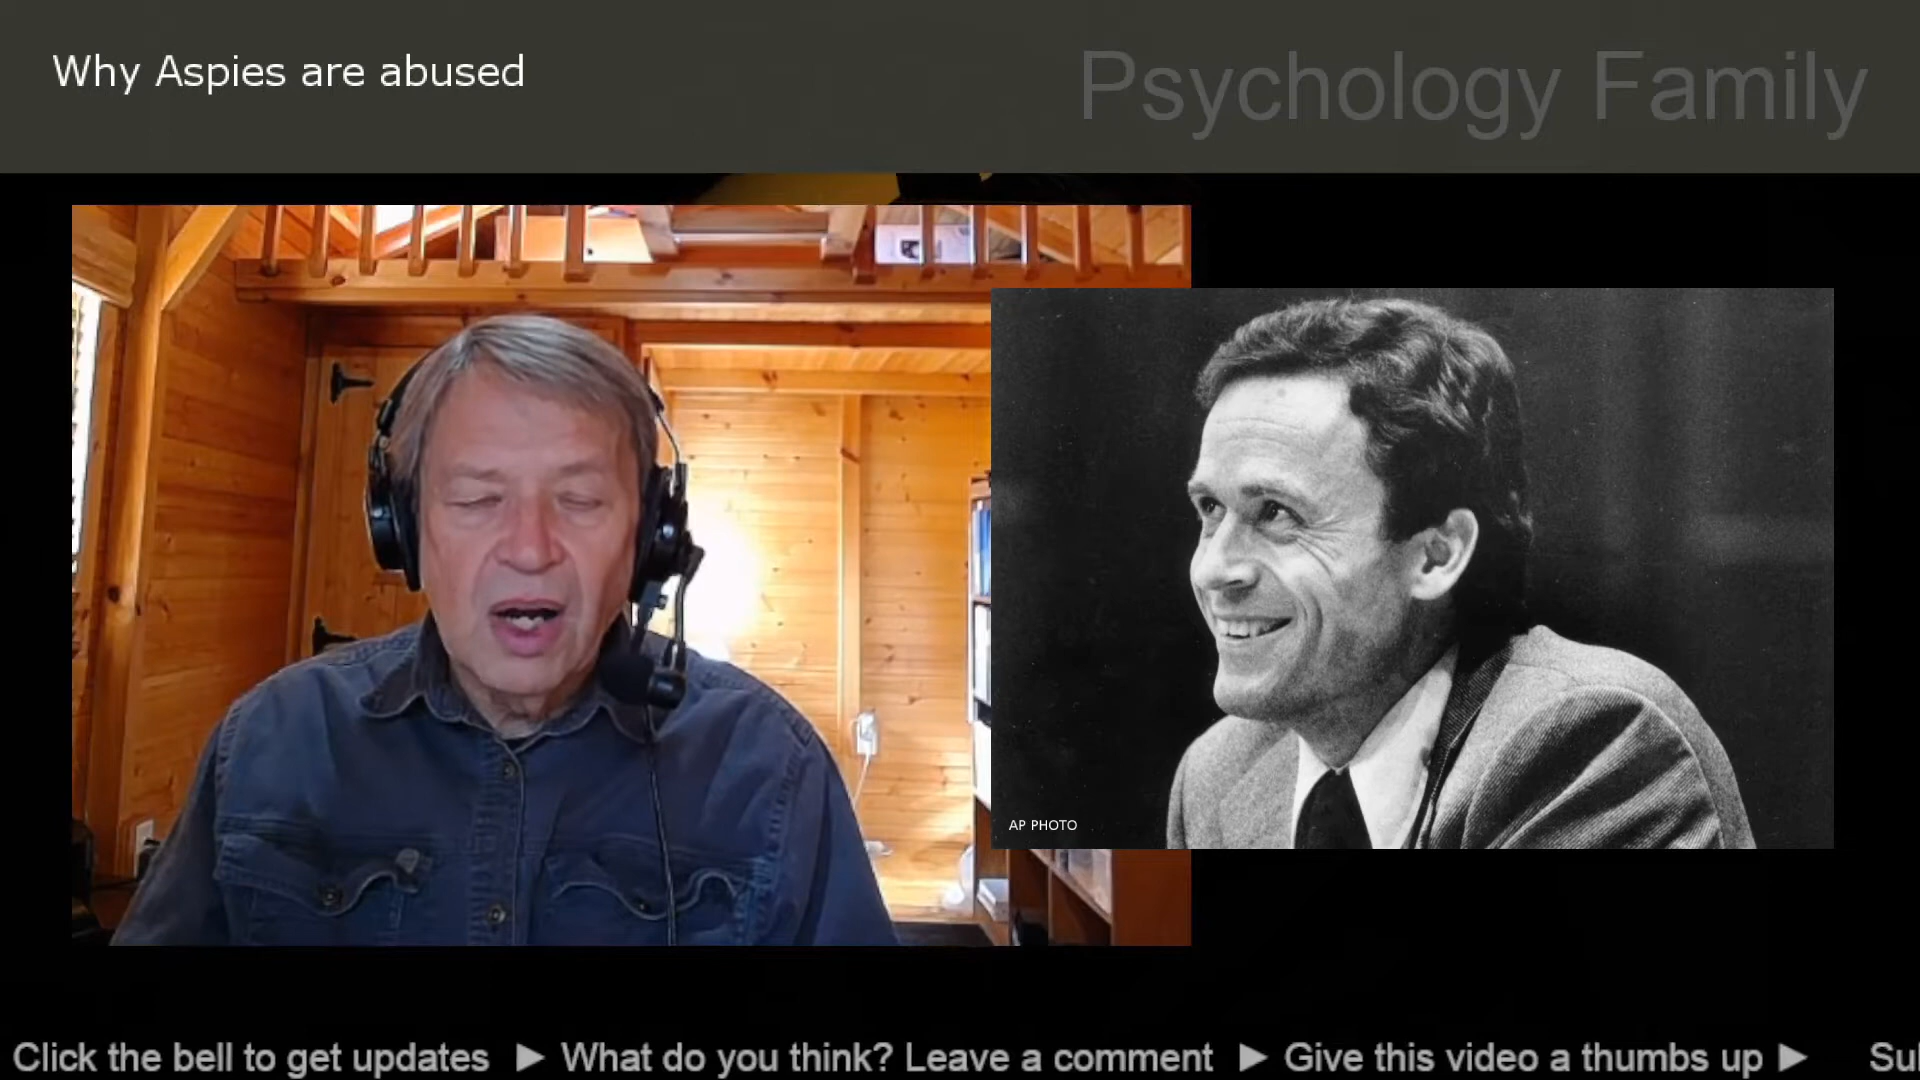 Why Aspies are abused
Psychology Family
AP PHOTO
Click the bell to get updates ▶ What do you think? Leave a comment ▶ Give this video a thumbs up ▶